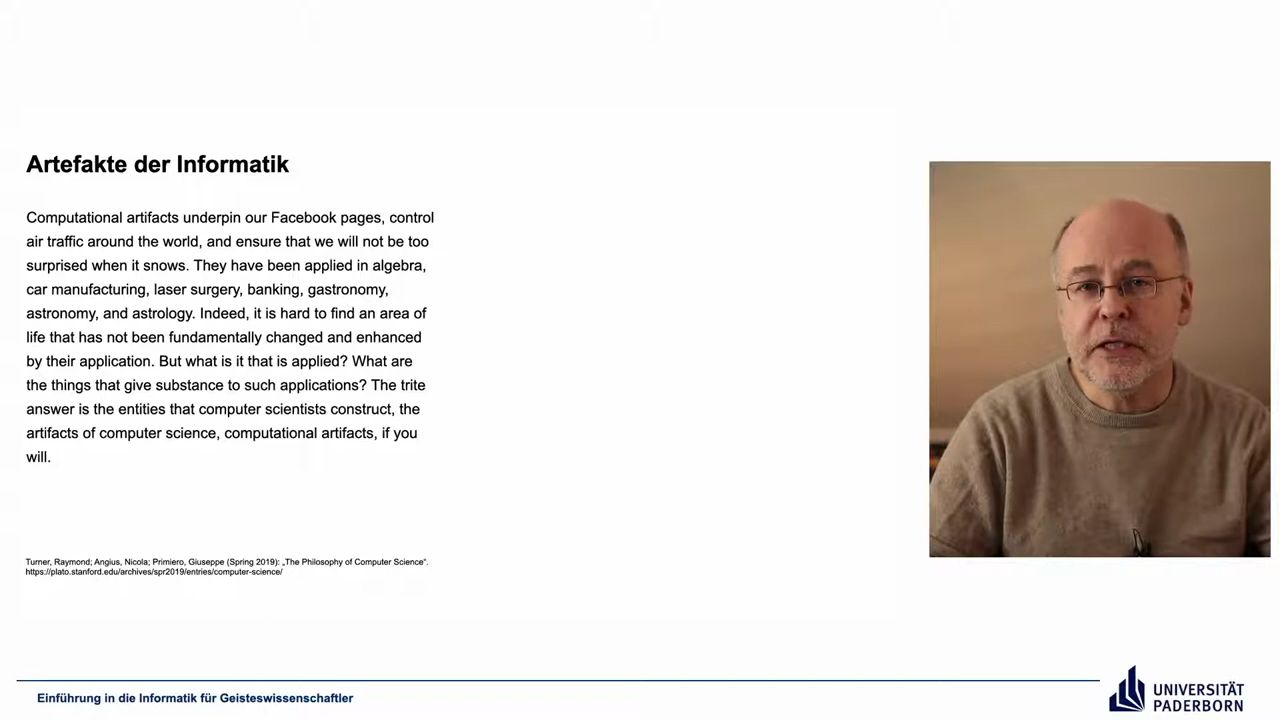 Artefakte der Informatik
Computational artifacts underpin our Facebook pages, control
air traffic around the world, and ensure that we will not be too
surprised when it snows. They have been applied in algebra,
car manufacturing, laser surgery, banking, gastronomy,
astronomy, and astrology. Indeed, it is hard to find an area of
life that has not been fundamentally changed and enhanced
by their application. But what is it that is applied? What are
the things that give substance to such applications? The trite
answer is the entities that computer scientists construct, the
artifacts of computer science, computational artifacts, if you
will.
Turner, Raymond; Angius, Nicola; Primiero, Giuseppe (Spring 2019): „The Philosophy of Computer Science“.
https://plato.stanford.edu/archives/spr2019/entries/computer-science/
Einführung in die Informatik für Geisteswissenschaftler
UNIVERSITÄT
PADERBORN